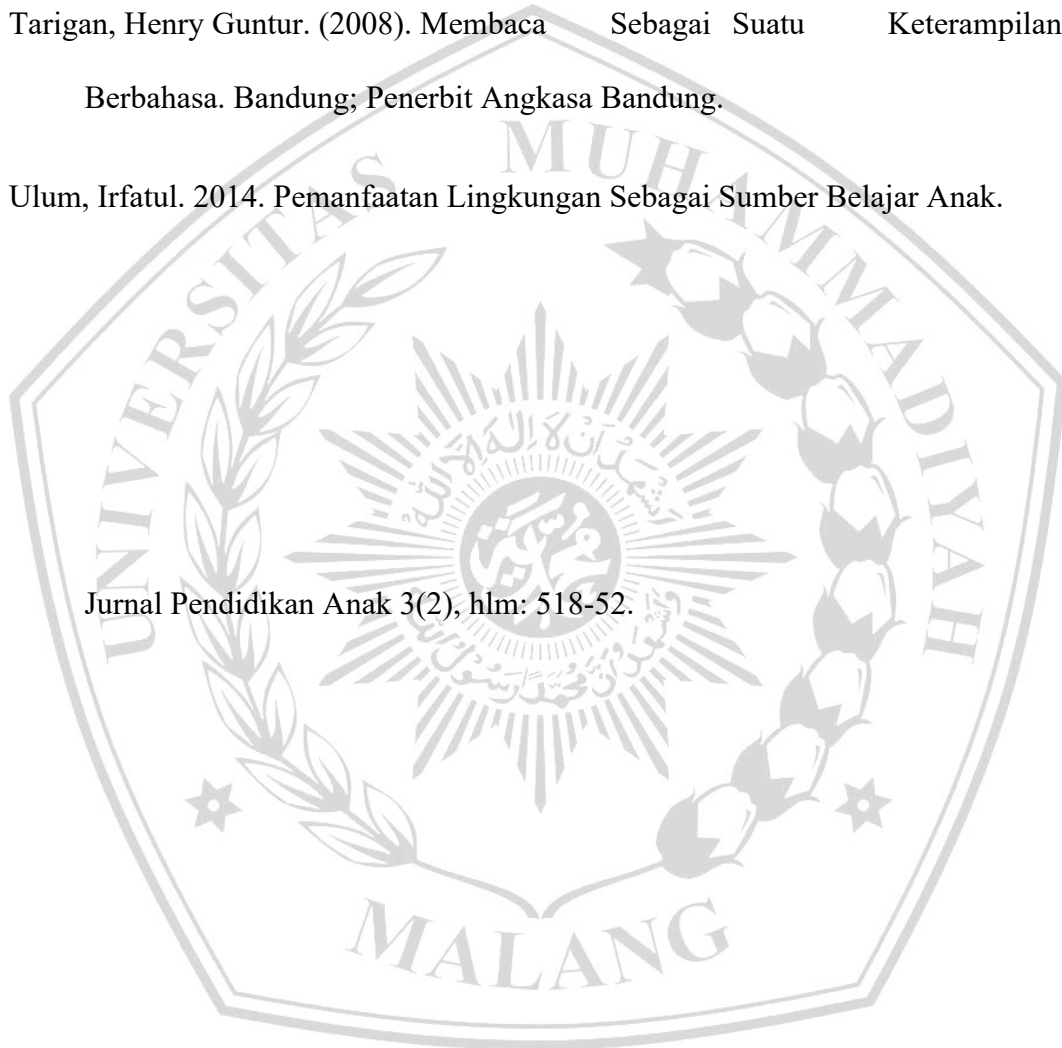 Tarigan, Henry Guntur. (2008). Membaca Sebagai Suatu Keterampilan
Berbahasa. Bandung; Penerbit Angkasa Bandung.
Ulum, Irfatul. 2014. Pemanfaatan Lingkungan Sebagai Sumber Belajar Anak.
Jurnal Pendidikan Anak 3(2), hlm: 518-52.
UNIVERSITAS MUHAMMADIYAH
MALANG